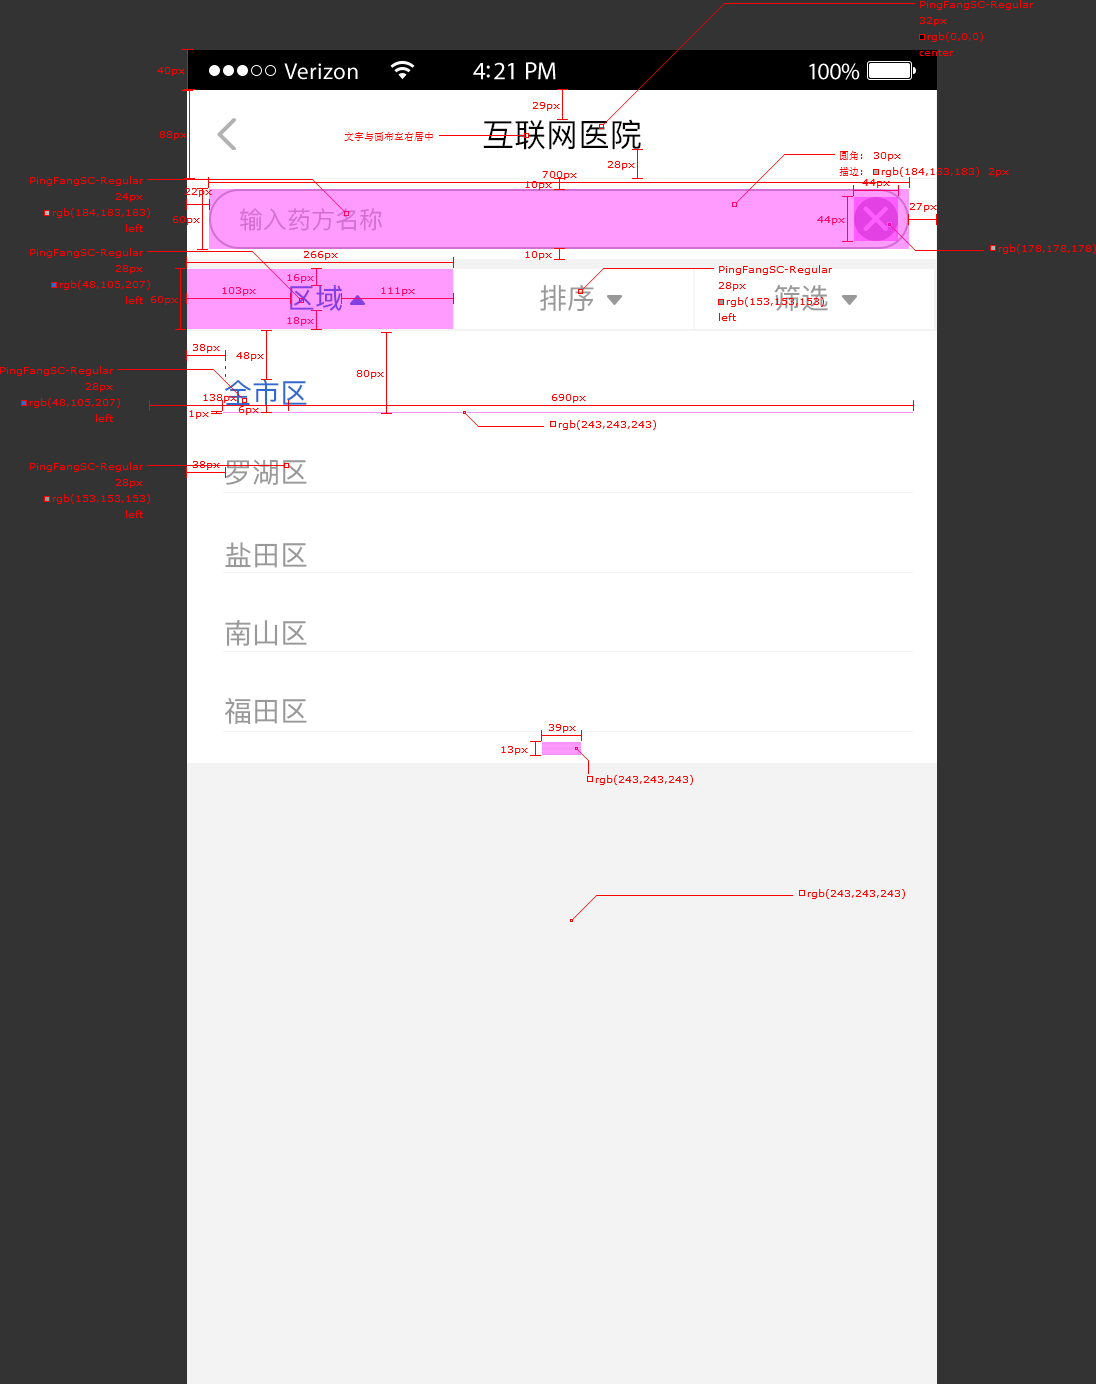 PingFangSC-Regular
32px
rgb(0,0,0)
center
40px
Verizon
4:21 PM
100%
29px
88px
文字与画布左右居中
互联网医院
28px
圆角： 30px
描边： rgb(184,183,183) 2px
700px
10px
44px
PingFangSC-Regular
24px
rgb(184,183,183)
left
22px
60px
输入药方名称
44px
27px
rgb(178,178,178)
10px
266px
PingFangSC-Regular
28px
rgb(48,105,207)
left
60px
103px
16px
区域
111px
18px
排序
PingFangSC-Regular
28px
rgb(153,153,153)
left
筛选
38px
48px
80px
PingFangSC-Regular
28px
rgb(48,105,207)
left
全市区
138px
6px
1px
690px
rgb(243,243,243)
PingFangSC-Regular
28px
rgb(153,153,153)
left
38px
罗湖区
盐田区
南山区
福田区
39px
13px
rgb(243,243,243)
rgb(243,243,243)